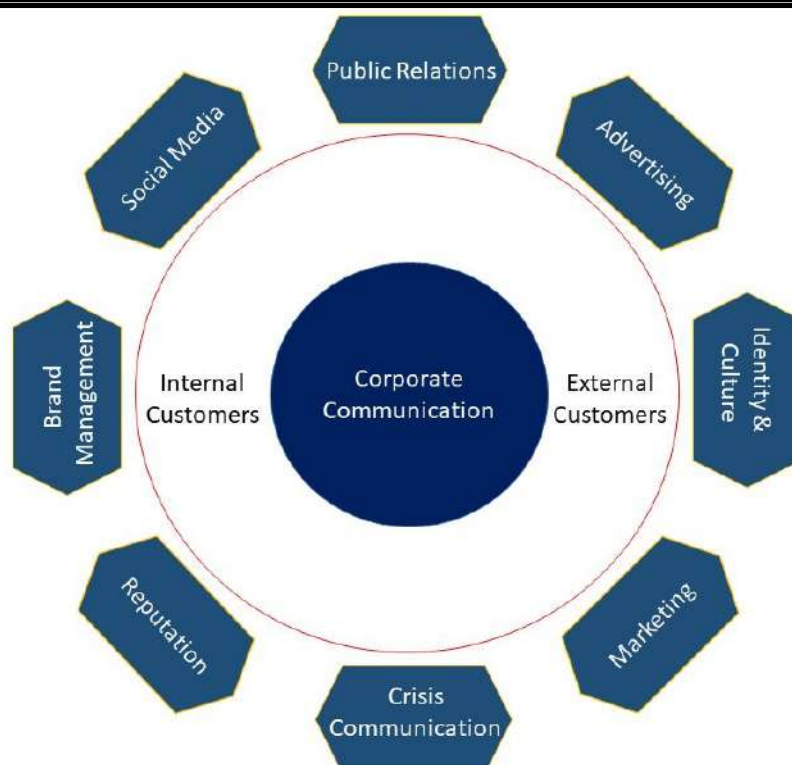 Public Relations
Social Media
Advertising
Brand
Management
Internal
Customers
Corporate
Communication
External
Customers
Identity &
Culture
Reputation
Marketing
Crisis
Communication